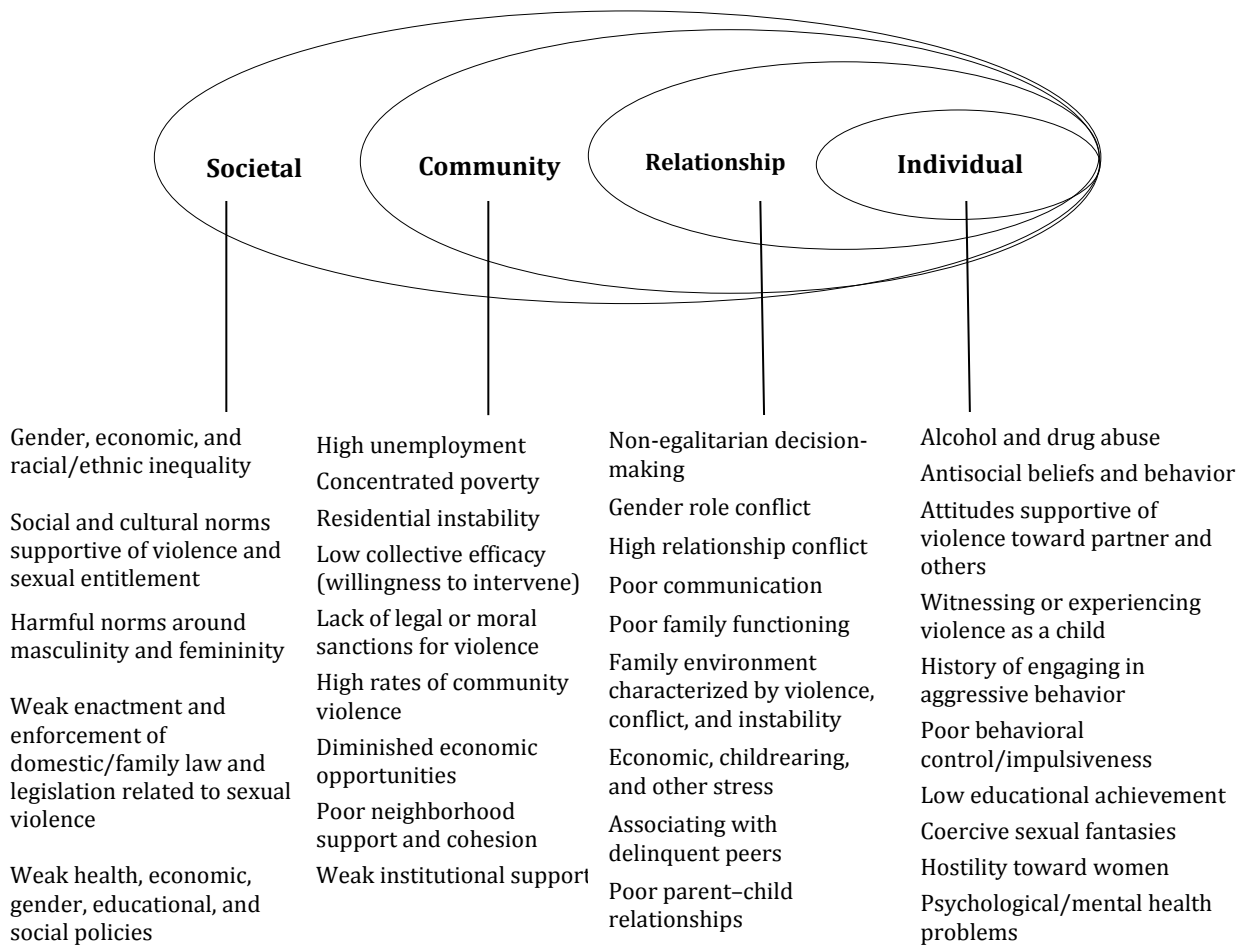 Societal
Community
Relationship
Individual
Gender, economic, and
racial/ethnic inequality
Social and cultural norms
supportive of violence and
sexual entitlement
Harmful norms around
masculinity and femininity
Weak enactment and
enforcement of
domestic/family law and
legislation related to sexual
violence
Weak health, economic,
gender, educational, and
social policies
High unemployment
Concentrated poverty
Residential instability
Low collective efficacy
(willingness to intervene)
Lack of legal or moral
sanctions for violence
High rates of community
violence
Diminished economic
opportunities
Poor neighborhood
support and cohesion
Weak institutional support
Non-egalitarian decision-
making
Gender role conflict
High relationship conflict
Poor communication
Poor family functioning
Family environment
characterized by violence,
conflict, and instability
Economic, childrearing,
and other stress
Associating with
delinquent peers
Poor parent–child
relationships
Alcohol and drug abuse
Antisocial beliefs and behavior
Attitudes supportive of
violence toward partner and
others
Witnessing or experiencing
violence as a child
History of engaging in
aggressive behavior
Poor behavioral
control/impulsiveness
Low educational achievement
Coercive sexual fantasies
Hostility toward women
Psychological/mental health
problems